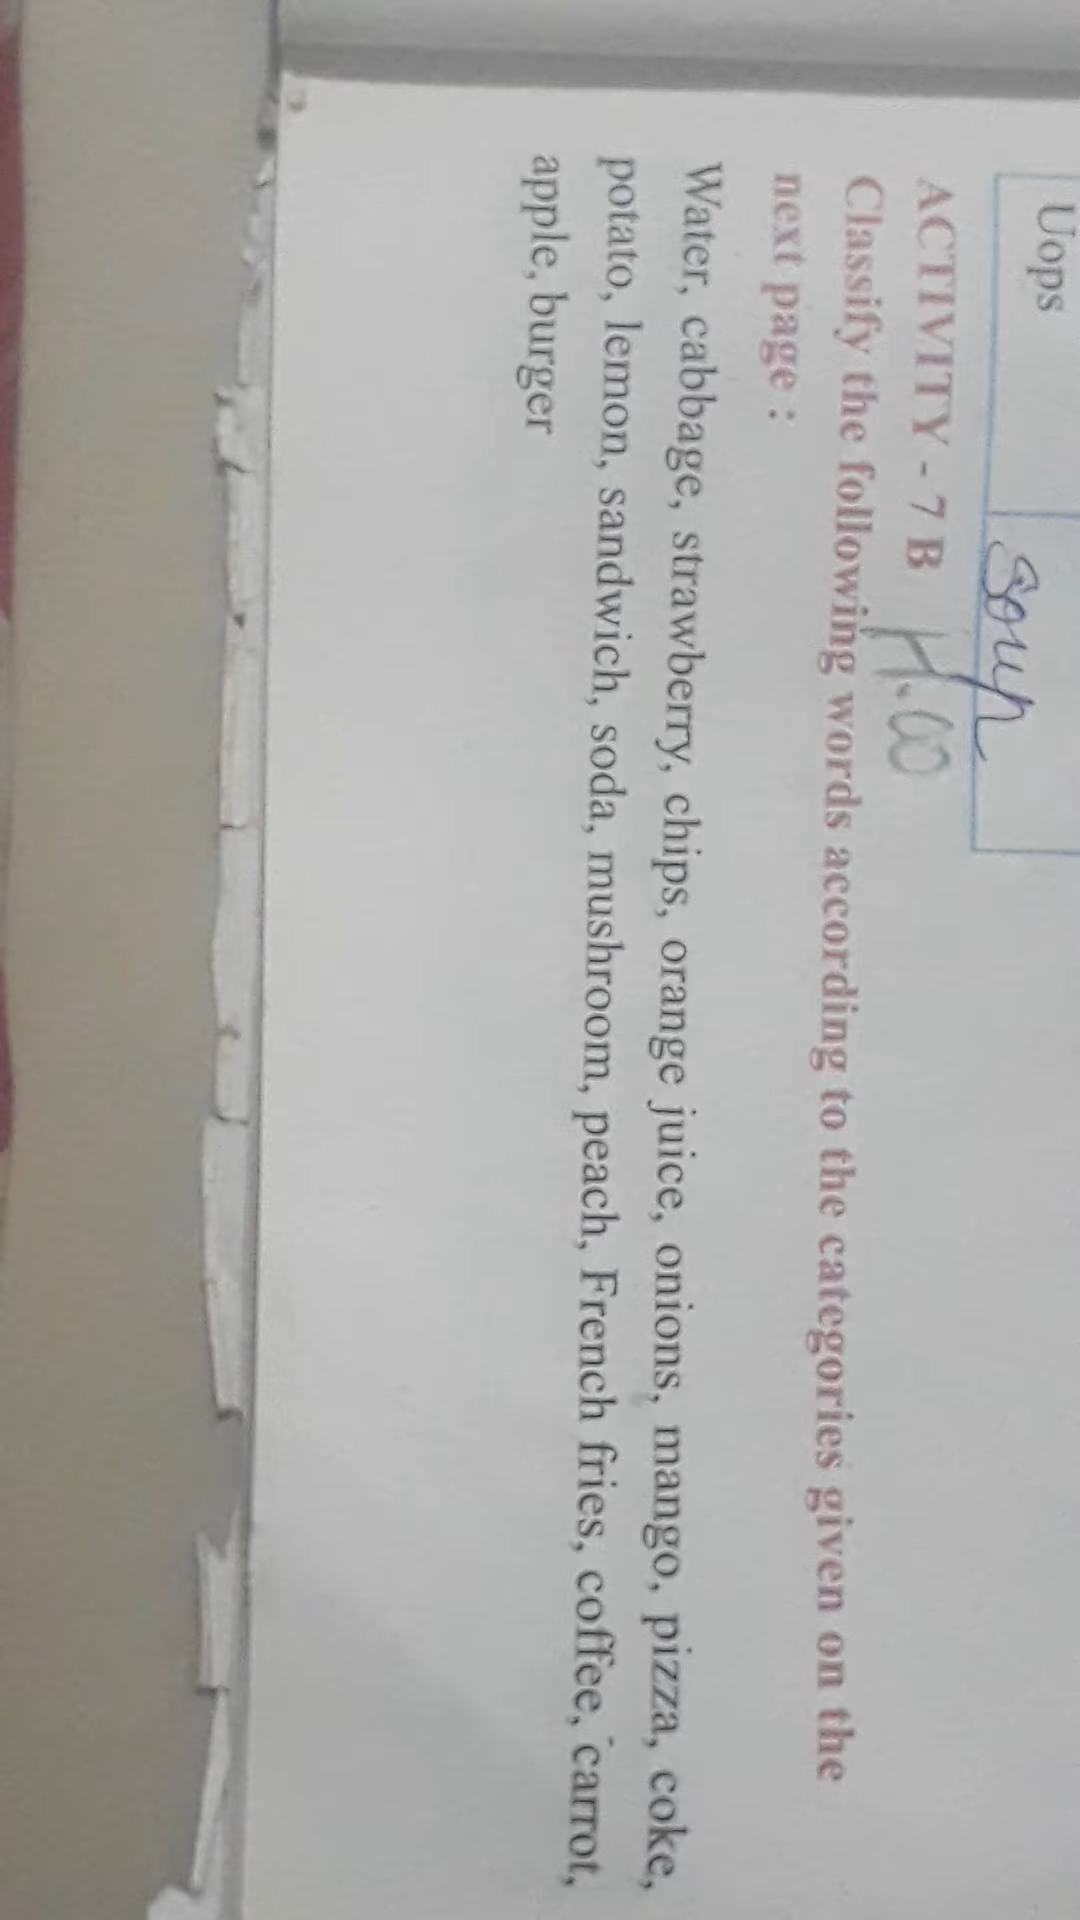 Uops soup
ACTIVITY - 7 B H.W
Classify the following words according to the categories given on the
next page :
Water, cabbage, strawberry, chips, orange juice, onions, mango, pizza, coke,
potato, lemon, sandwich, soda, mushroom, peach, French fries, coffee, carrot,
apple, burger